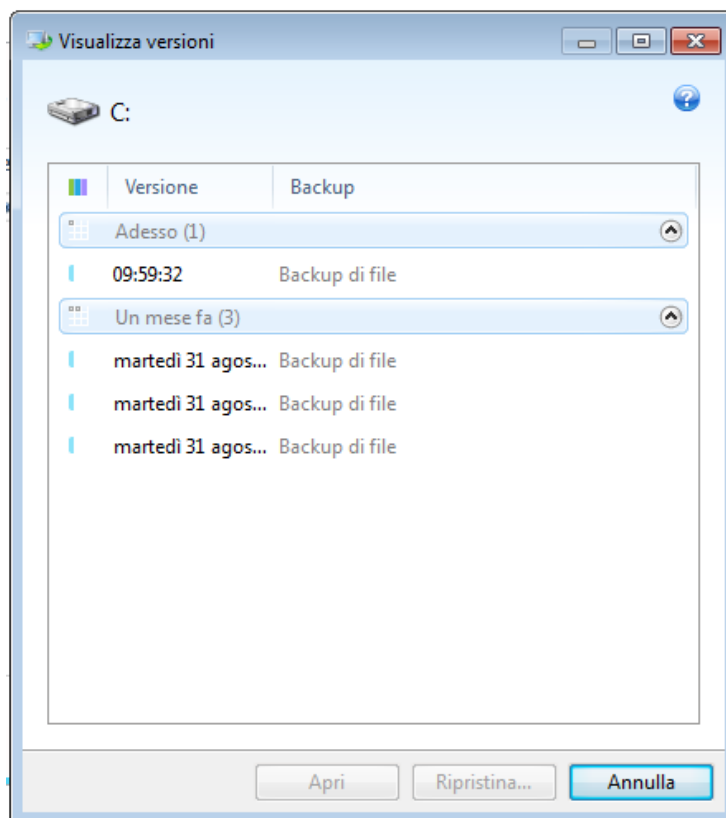 Visualizza versioni
C:
Versione Backup
Adesso (1)
09:59:32 Backup di file
Un mese fa (3)
martedì 31 agos... Backup di file
martedì 31 agos... Backup di file
martedì 31 agos... Backup di file
Apri Ripristina... Annulla